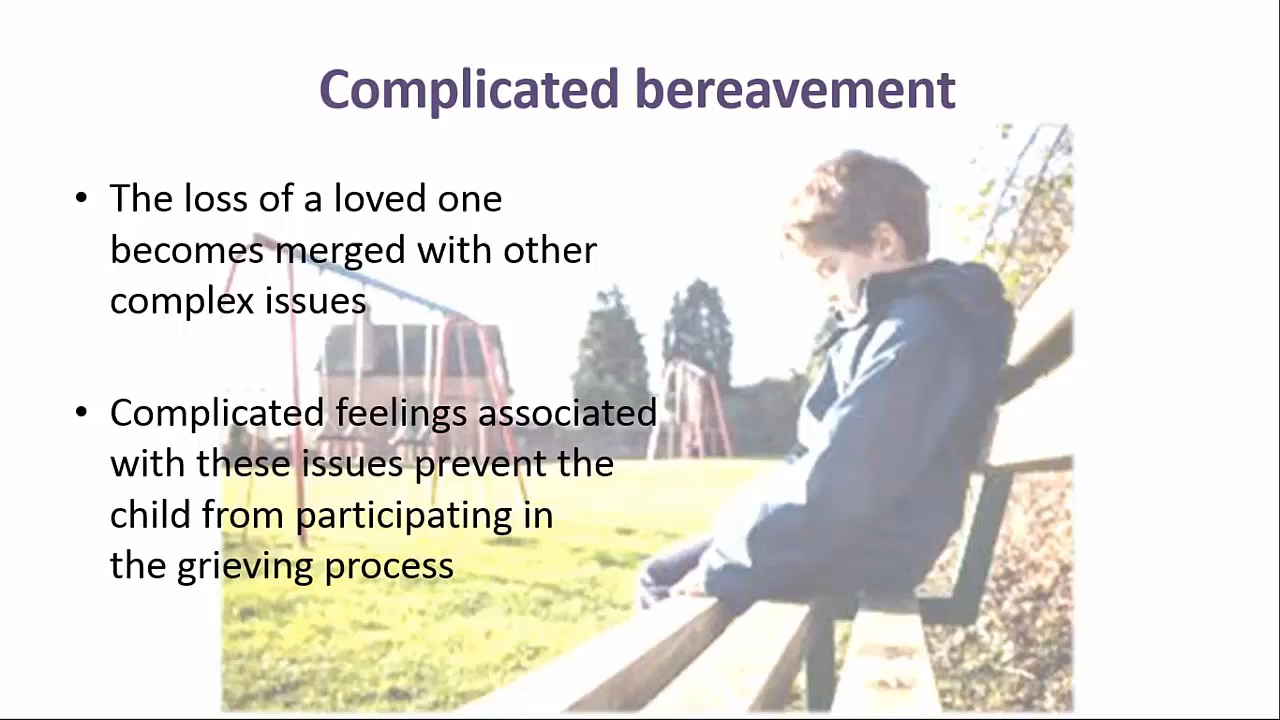 Complicated bereavement
• The loss of a loved one
becomes merged with other
complex issues
• Complicated feelings associated
with these issues prevent the
child from participating in
the grieving process